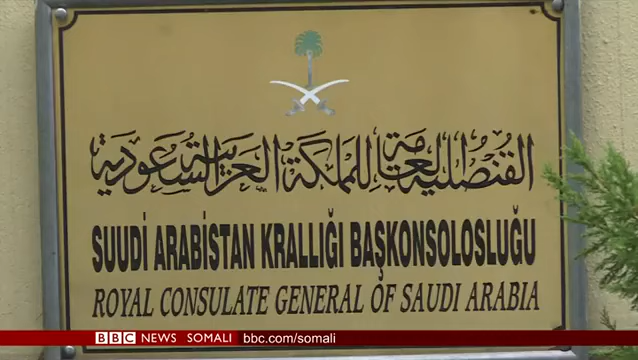 القنصلية العامة للمملكة العربية السعودية
SUUDİ ARABİSTAN KRALLIĞI BAŞKONSOLOSLUĞU
ROYAL CONSULATE GENERAL OF SAUDI ARABIA
BBC NEWS SOMALI bbc.com/somali